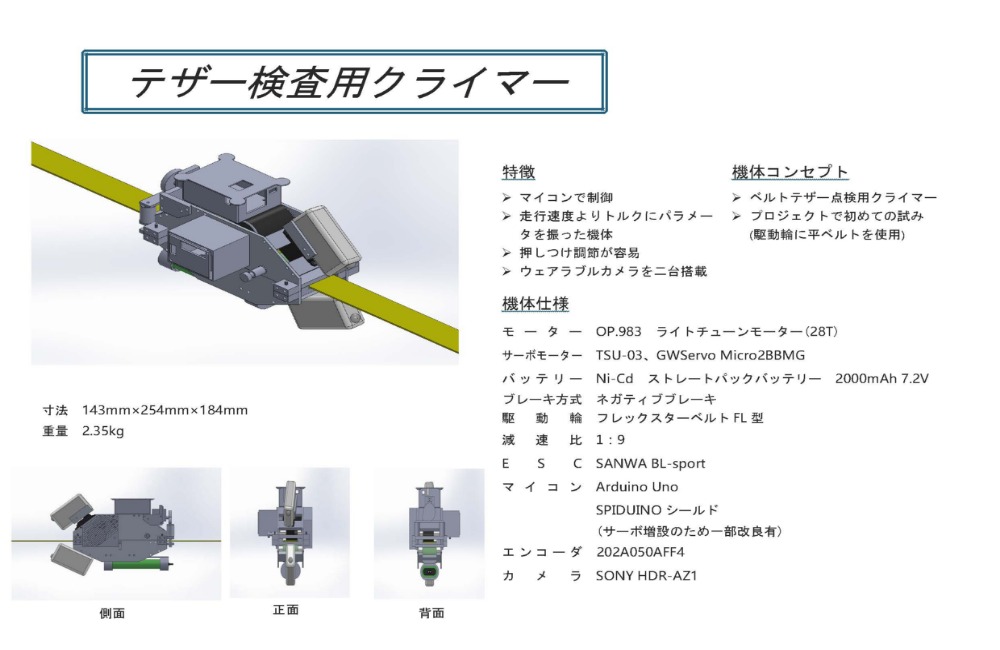 テザー検査用クライマー
特徴
➢ マイコンで制御
➢ 走行速度よりトルクにパラメー
タを振った機体
➢ 押しつけ調節が容易
➢ ウェアラブルカメラを二台搭載
機体コンセプト
➢ ベルトテザー点検用クライマー
➢ プロジェクトで初めての試み
(駆動輪に平ベルトを使用)
機体仕様
モーター OP.983 ライトチューンモーター(28T)
サーボモーター TSU-03、GWServo Micro2BBMG
バッテリー Ni-Cd ストレートパックバッテリー 2000mAh 7.2V
ブレーキ方式 ネガティブブレーキ
駆動輪 フレックスターベルトFL型
減速比 1：9
ESC SANWA BL-sport
マイコン Arduino Uno
SPIDUINO シールド
(サーボ増設のため一部改良有)
エンコーダ 202A050AFF4
カメラ SONY HDR-AZ1
寸法 143mm×254mm×184mm
重量 2.35kg
側面
正面
背面